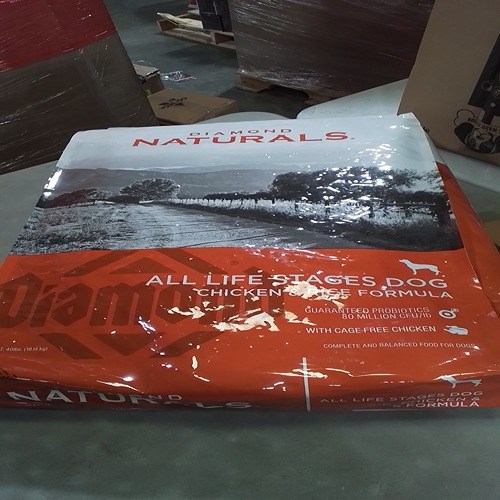 DIAMOND
NATURALS
ALL LIFE STAGES DOG
CHICKEN & RICE FORMULA
Diamond
GUARANTEED PROBIOTICS
80 MILLION CFU/lb
WITH CAGE-FREE CHICKEN
COMPLETE AND BALANCED FOOD FOR DOGS
NATURALS
ALL LIFE STAGES DOG
CHICKEN &
FORMULA